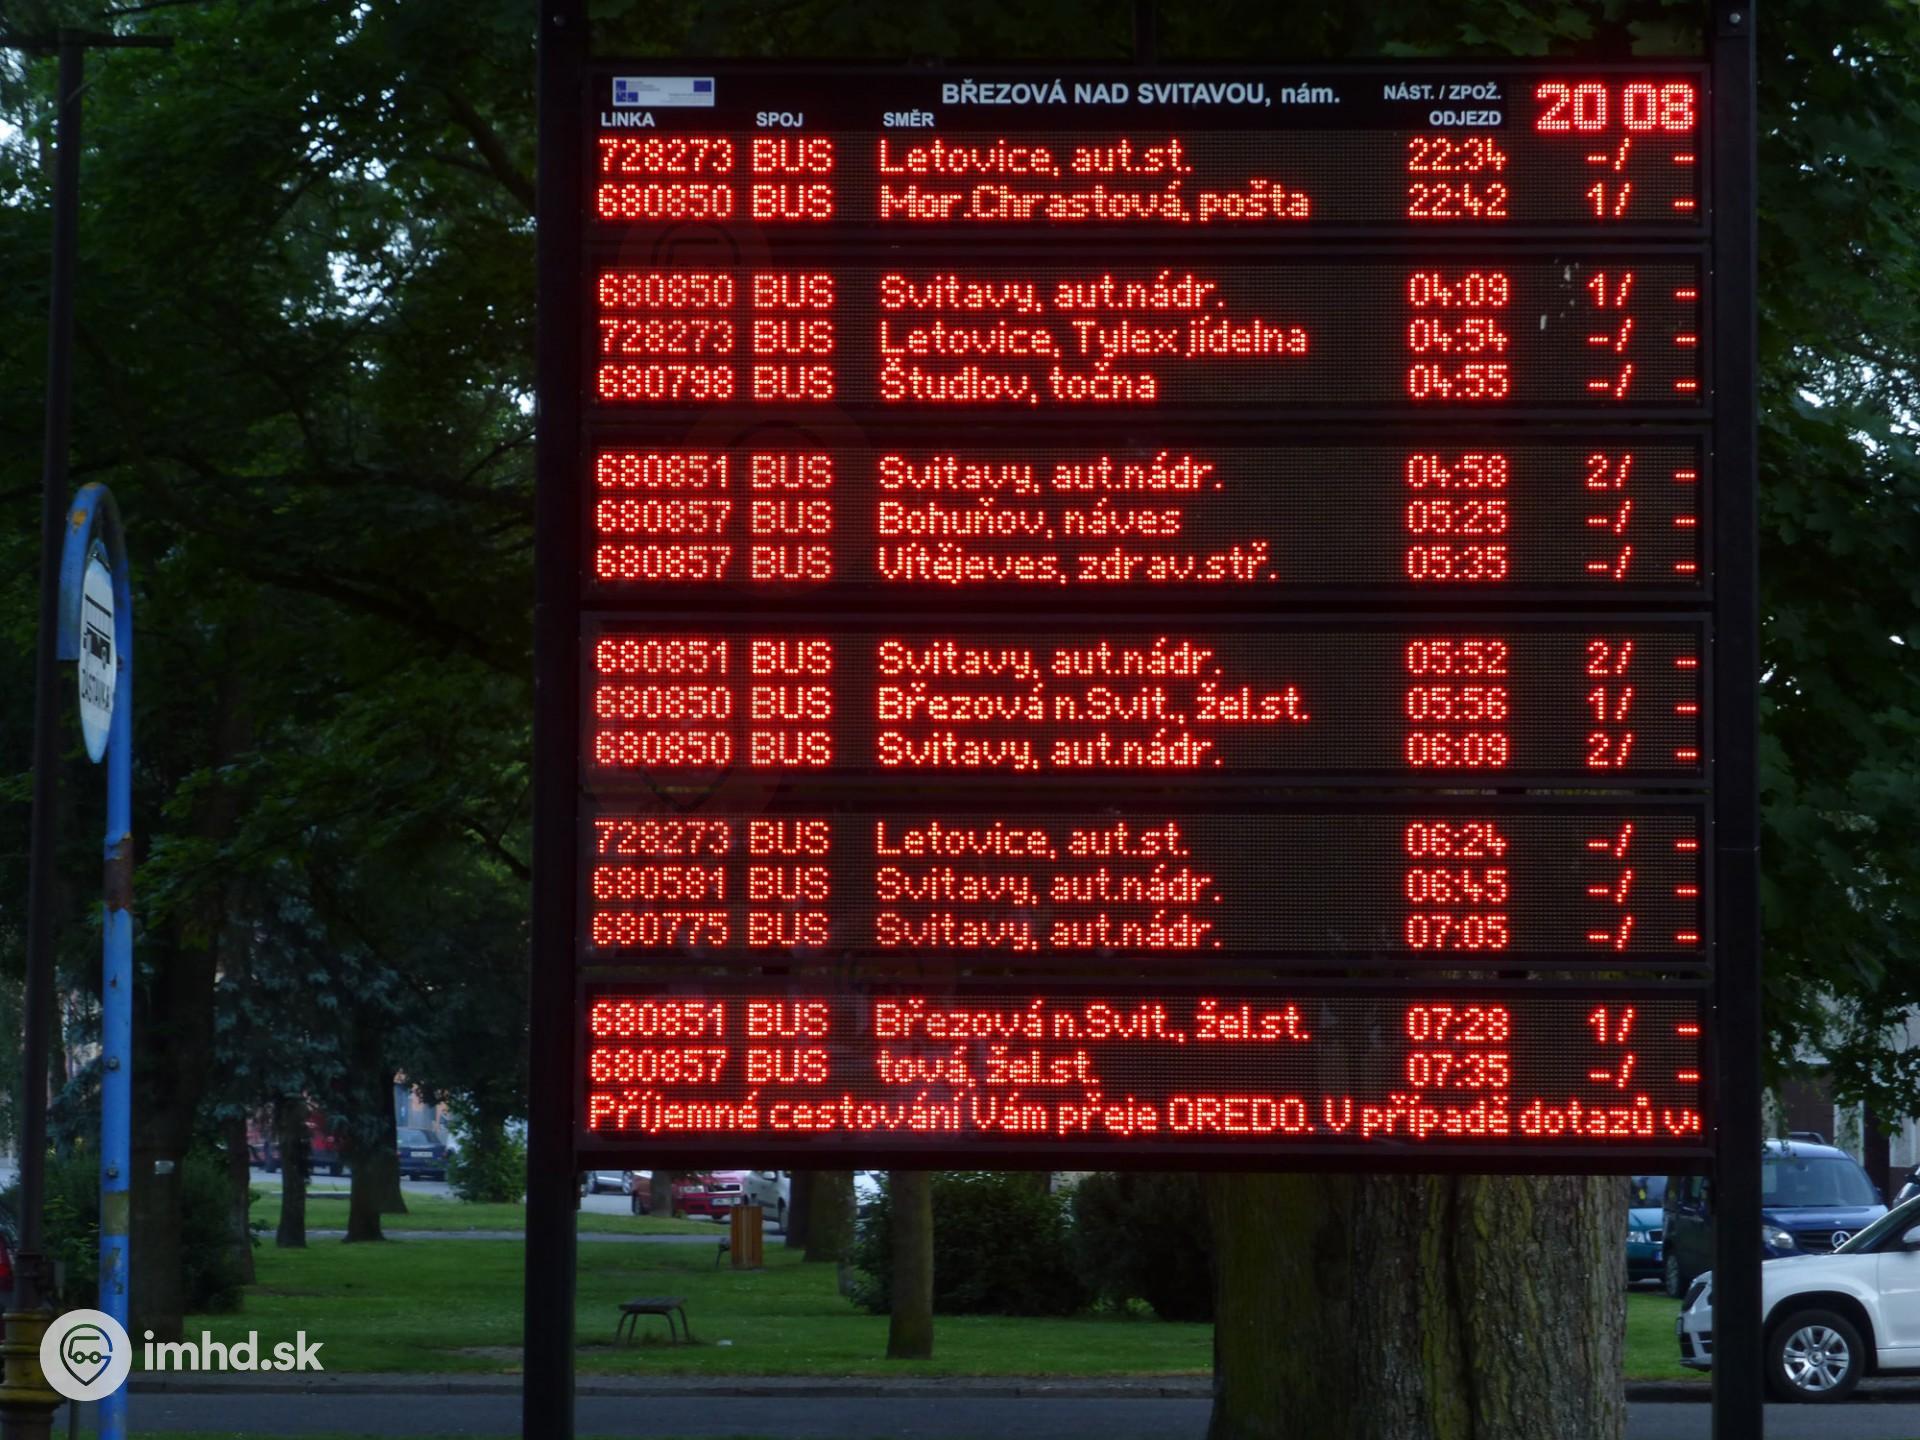 BŘEZOVÁ NAD SVITAVOU, nám. NÁST. / ZPOŽ. 20 08
LINKA SPOJ SMĚR ODJEZD
728273 BUS Letovice, aut.st. 22:34 -/ -
680850 BUS Mor.Chrastová, pošta 22:42 1/ -
680850 BUS Svitavy, aut.nádr. 04:09 1/ -
728273 BUS Letovice, Tylex jídelna 04:54 -/ -
680798 BUS Študlov, točna 04:55 -/ -
680851 BUS Svitavy, aut.nádr. 04:58 2/ -
680857 BUS Bohuňov, náves 05:25 -/ -
680857 BUS Vítějeves, zdrav.stř. 05:35 -/ -
680851 BUS Svitavy, aut.nádr. 05:52 2/ -
680850 BUS Březová n.Svit., žel.st. 05:56 1/ -
680850 BUS Svitavy, aut.nádr. 06:09 2/ -
728273 BUS Letovice, aut.st. 06:24 -/ -
680581 BUS Svitavy, aut.nádr. 06:45 -/ -
680775 BUS Svitavy, aut.nádr. 07:05 -/ -
680851 BUS Březová n.Svit., žel.st. 07:28 1/ -
680857 BUS tová, žel.st. 07:35 -/ -
Příjemné cestování Vám přeje OREDO. V případě dotazů v
ZASTÁVKA
imhd.sk